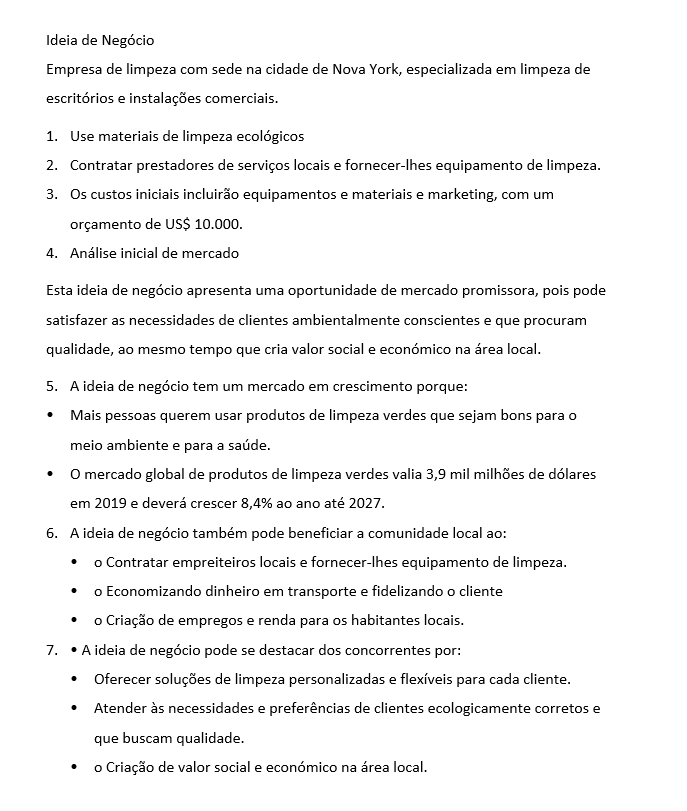 Ideia de Negócio
Empresa de limpeza com sede na cidade de Nova York, especializada em limpeza de
escritórios e instalações comerciais.
1. Use materiais de limpeza ecológicos
2. Contratar prestadores de serviços locais e fornecer-lhes equipamento de limpeza.
3. Os custos iniciais incluirão equipamentos e materiais e marketing, com um
orçamento de US$ 10.000.
4. Análise inicial de mercado
Esta ideia de negócio apresenta uma oportunidade de mercado promissora, pois pode
satisfazer as necessidades de clientes ambientalmente conscientes e que procuram
qualidade, ao mesmo tempo que cria valor social e económico na área local.
5. A ideia de negócio tem um mercado em crescimento porque:
• Mais pessoas querem usar produtos de limpeza verdes que sejam bons para o
meio ambiente e para a saúde.
• O mercado global de produtos de limpeza verdes valia 3,9 mil milhões de dólares
em 2019 e deverá crescer 8,4% ao ano até 2027.
6. A ideia de negócio também pode beneficiar a comunidade local ao:
• o Contratar empreiteiros locais e fornecer-lhes equipamento de limpeza.
• o Economizando dinheiro em transporte e fidelizando o cliente
• o Criação de empregos e renda para os habitantes locais.
7. • A ideia de negócio pode se destacar dos concorrentes por:
• Oferecer soluções de limpeza personalizadas e flexíveis para cada cliente.
• Atender às necessidades e preferências de clientes ecologicamente corretos e
que buscam qualidade.
• o Criação de valor social e económico na área local.